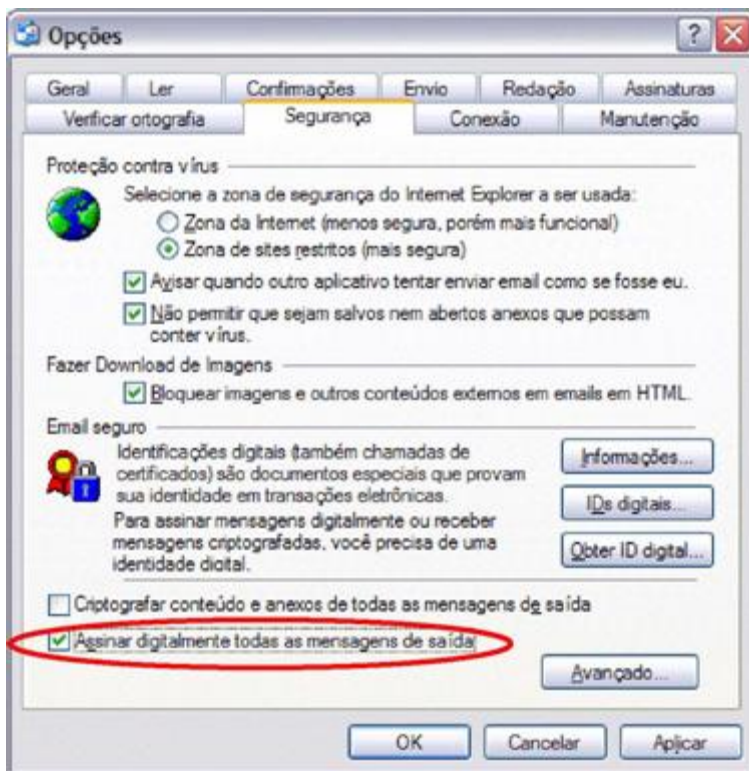 Opções
Geral Ler Confirmações Envio Redação Assinaturas
Verificar ortografia Segurança Conexão Manutenção
Proteção contra vírus
Selecione a zona de segurança do Internet Explorer a ser usada:
Zona da Internet (menos segura, porém mais funcional)
Zona de sites restritos (mais segura)
Avisar quando outro aplicativo tentar enviar email como se fosse eu.
Não permitir que sejam salvos nem abertos anexos que possam
conter vírus.
Fazer Download de Imagens
Bloquear imagens e outros conteúdos externos em emails em HTML.
Email seguro
Identificações digitais (também chamadas de
certificados) são documentos especiais que provam
sua identidade em transações eletrônicas.
Informações...
IDs digitais...
Para assinar mensagens digitalmente ou receber
mensagens criptografadas, você precisa de uma
identidade digital.
Obter ID digital...
Criptografar conteúdo e anexos de todas as mensagens de saída
Assinar digitalmente todas as mensagens de saída
Avançado...
OK Cancelar Aplicar